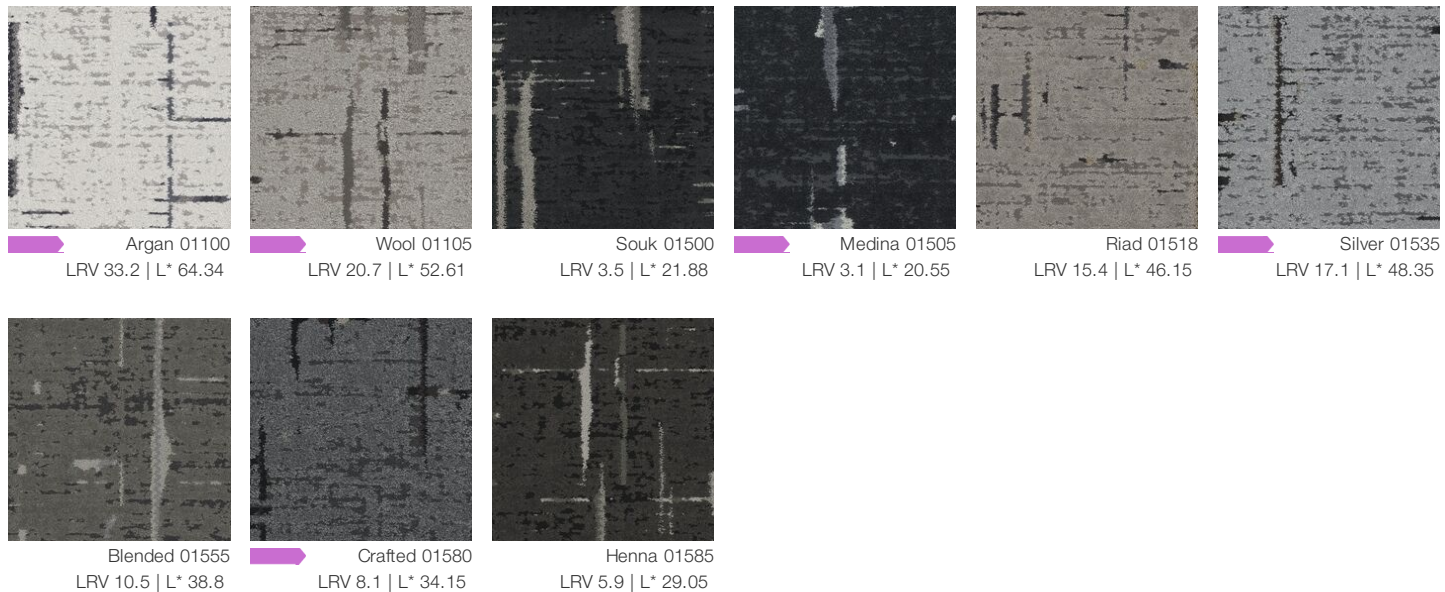 Argan 01100
LRV 33.2 | L* 64.34
Wool 01105
LRV 20.7 | L* 52.61
Souk 01500
LRV 3.5 | L* 21.88
Medina 01505
LRV 3.1 | L* 20.55
Riad 01518
LRV 15.4 | L* 46.15
Silver 01535
LRV 17.1 | L* 48.35
Blended 01555
LRV 10.5 | L* 38.8
Crafted 01580
LRV 8.1 | L* 34.15
Henna 01585
LRV 5.9 | L* 29.05